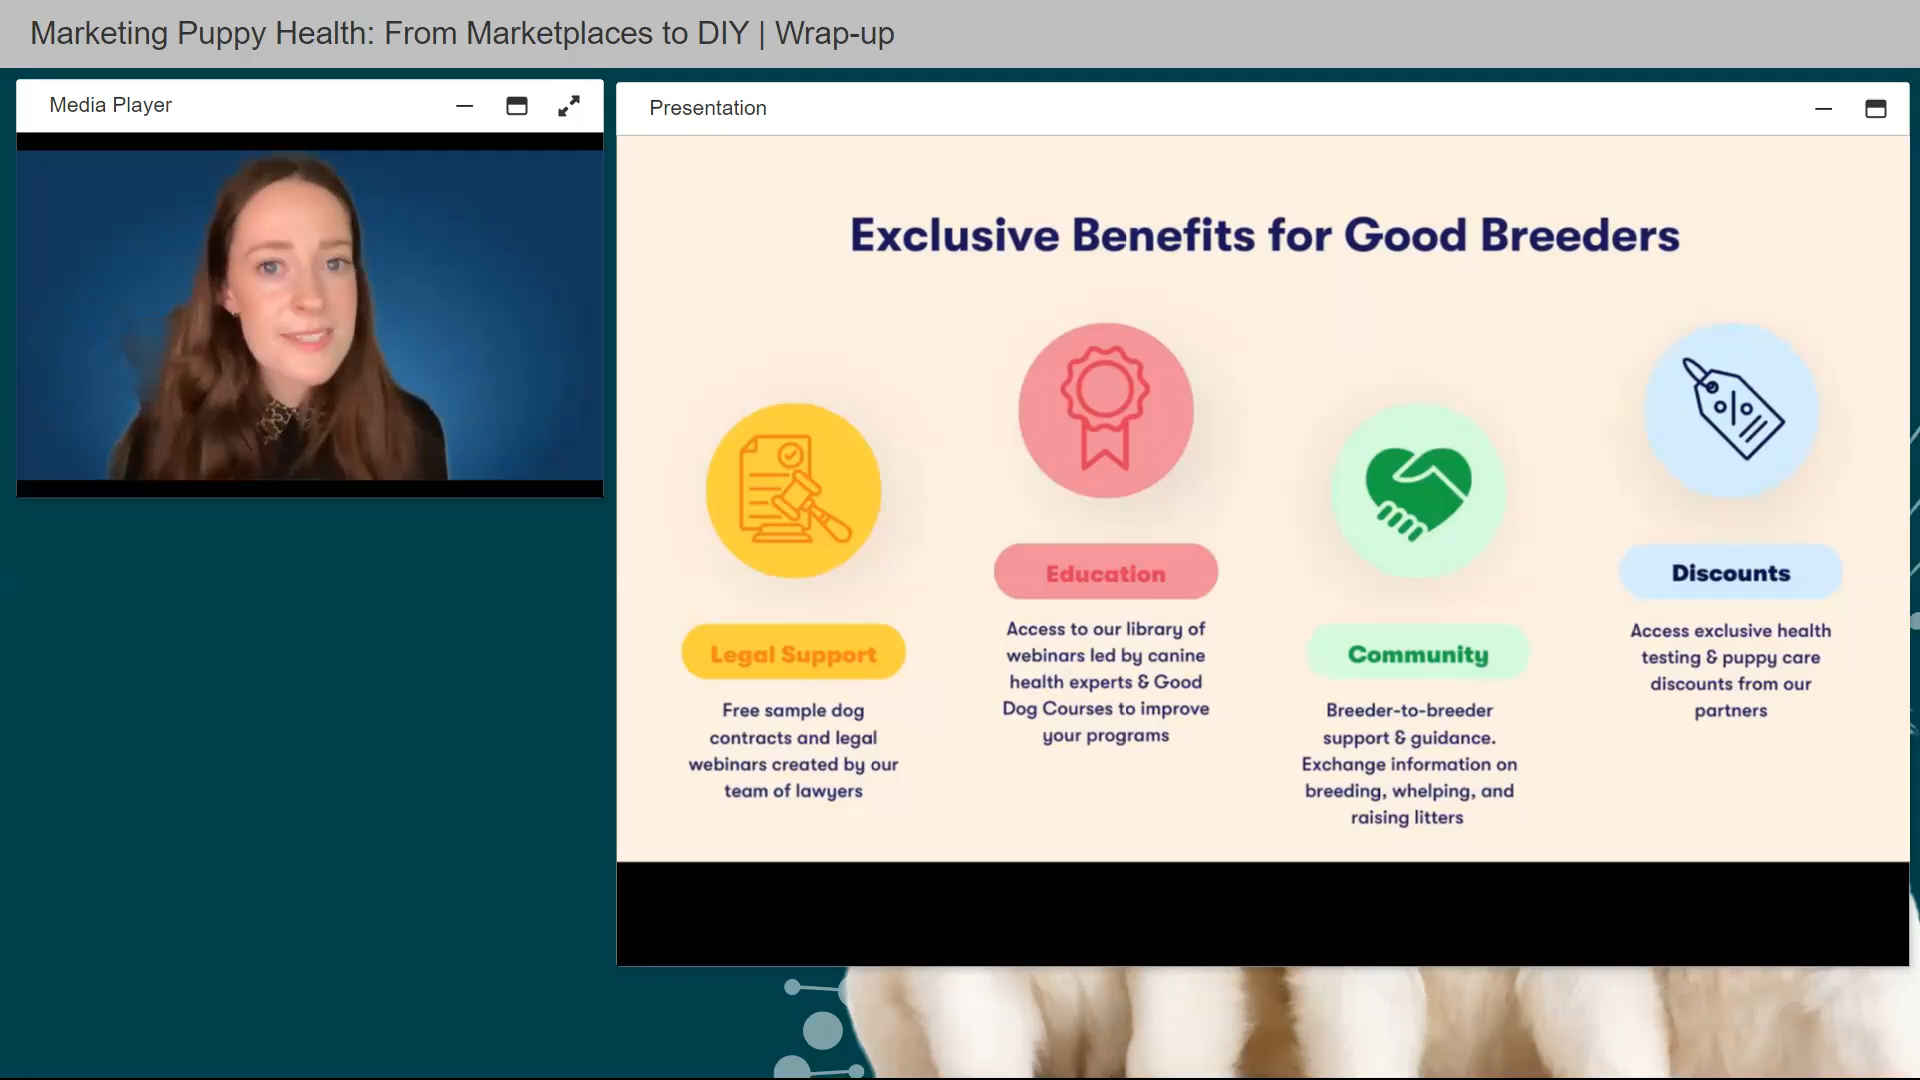 Marketing Puppy Health: From Marketplaces to DIY | Wrap-up
Media Player
Presentation
Exclusive Benefits for Good Breeders
Legal Support
Free sample dog
contracts and legal
webinars created by our
team of lawyers
Education
Access to our library of
webinars led by canine
health experts & Good
Dog Courses to improve
your programs
Community
Breeder-to-breeder
support & guidance.
Exchange information on
breeding, whelping, and
raising litters
Discounts
Access exclusive health
testing & puppy care
discounts from our
partners